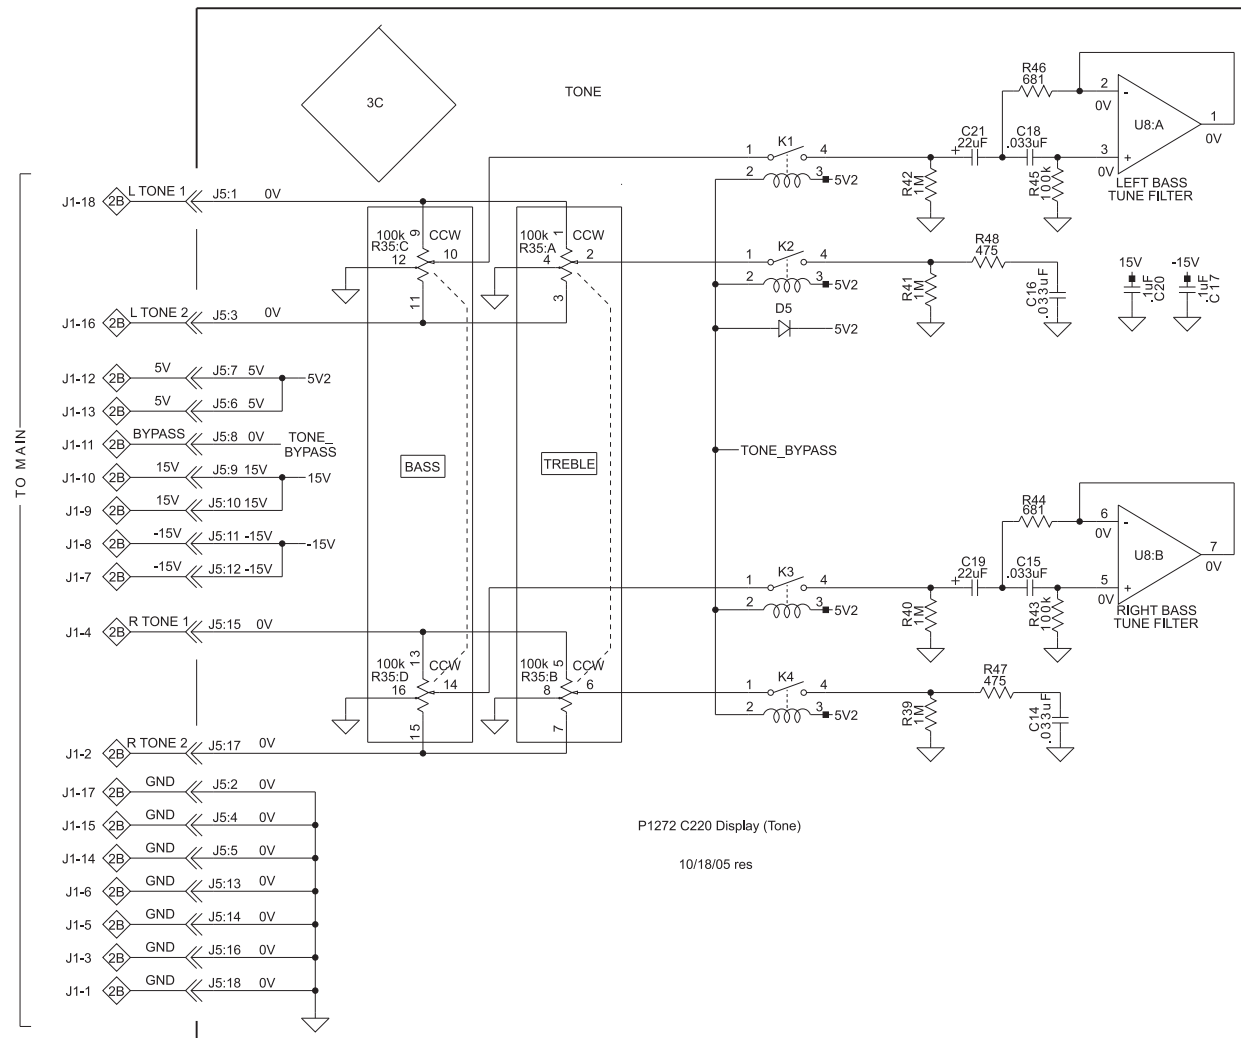 3C
TONE
TO MAIN
J1-18 2B L TONE 1 J5:1 0V
J1-16 2B L TONE 2 J5:3 0V
J1-12 2B 5V J5:7 5V 5V2
J1-13 2B 5V J5:6 5V
J1-11 2B BYPASS J5:8 0V TONE_
BYPASS
J1-10 2B 15V J5:9 15V 15V
J1-9 2B 15V J5:10 15V
J1-8 2B -15V J5:11 -15V -15V
J1-7 2B -15V J5:12 -15V
J1-4 2B R TONE 1 J5:15 0V
J1-2 2B R TONE 2 J5:17 0V
J1-17 2B GND J5:2 0V
J1-15 2B GND J5:4 0V
J1-14 2B GND J5:5 0V
J1-6 2B GND J5:13 0V
J1-5 2B GND J5:14 0V
J1-3 2B GND J5:16 0V
J1-1 2B GND J5:18 0V
9
100k CCW
R35:C
12 10
11
1
100k CCW
R35:A
4 2
3
BASS
TREBLE
13
100k CCW
R35:D
16 14
15
5
100k CCW
R35:B
8 6
7
K1
1 4
2 3 5V2
K2
1 4
2 3 5V2
D5
5V2
TONE_BYPASS
K3
1 4
2 3 5V2
K4
1 4
2 3 5V2
R46
681
C21
+ 22uF
C18
.033uF
R42
1M
R45
100k
2 -
0V
U8:A
1
0V
3 +
0V
LEFT BASS
TUNE FILTER
R48
475
R41
1M
C16
.033uF
15V
.1uF
C20
-15V
.1uF
C17
R44
681
C19
+ 22uF
C15
.033uF
R40
1M
R43
100k
6 -
0V
U8:B
7
0V
5 +
0V
RIGHT BASS
TUNE FILTER
R47
475
R39
1M
C14
.033uF
P1272 C220 Display (Tone)
10/18/05 res